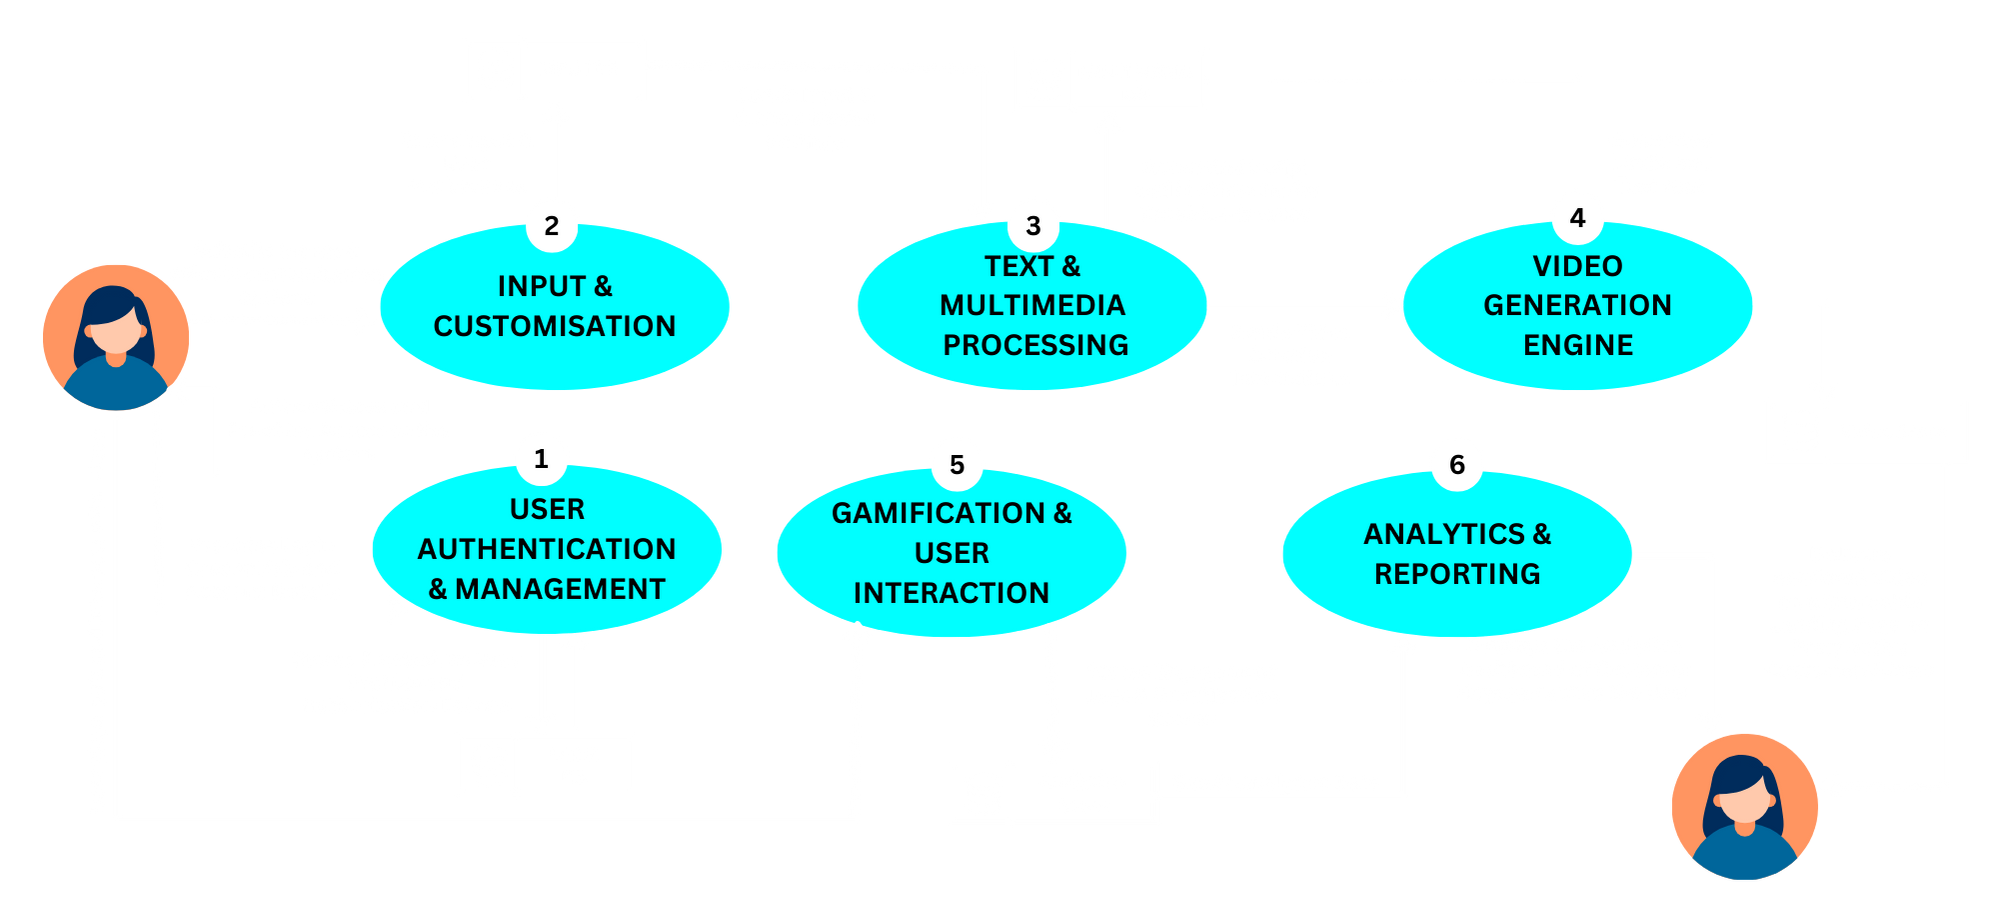 2
INPUT &
CUSTOMISATION
3
TEXT &
MULTIMEDIA
PROCESSING
4
VIDEO
GENERATION
ENGINE
1
USER
AUTHENTICATION
& MANAGEMENT
5
GAMIFICATION &
USER
INTERACTION
6
ANALYTICS &
REPORTING